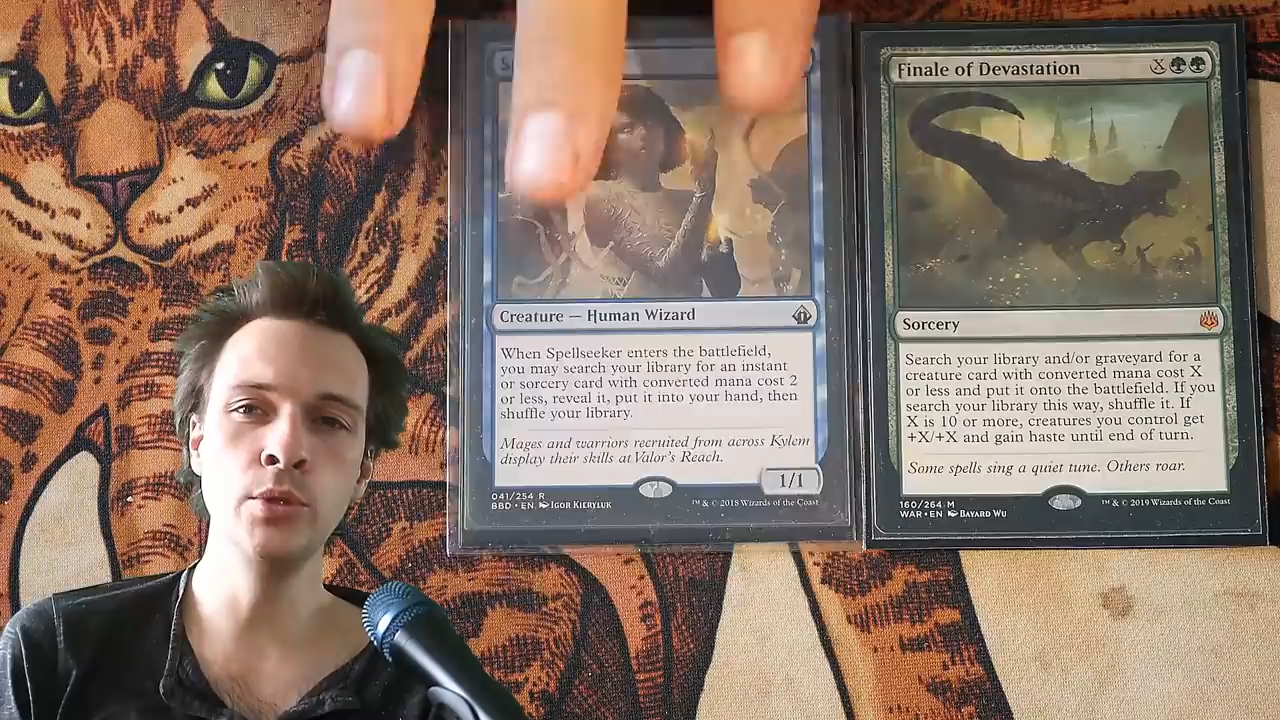 Creature — Human Wizard
When Spellseeker enters the battlefield,
you may search your library for an instant
or sorcery card with converted mana cost 2
or less, reveal it, put it into your hand, then
shuffle your library.
Mages and warriors recruited from across Kylem
display their skills at Valor's Reach.
1/1
041/254 R
BBD • EN Igor Kieryluk
™ & © 2018 Wizards of the Coast
Finale of Devastation X
Sorcery
Search your library and/or graveyard for a
creature card with converted mana cost X
or less and put it onto the battlefield. If you
search your library this way, shuffle it. If
X is 10 or more, creatures you control get
+X/+X and gain haste until end of turn.
Some spells sing a quiet tune. Others roar.
160/264 M
WAR • EN Bayard Wu
™ & © 2019 Wizards of the Coast